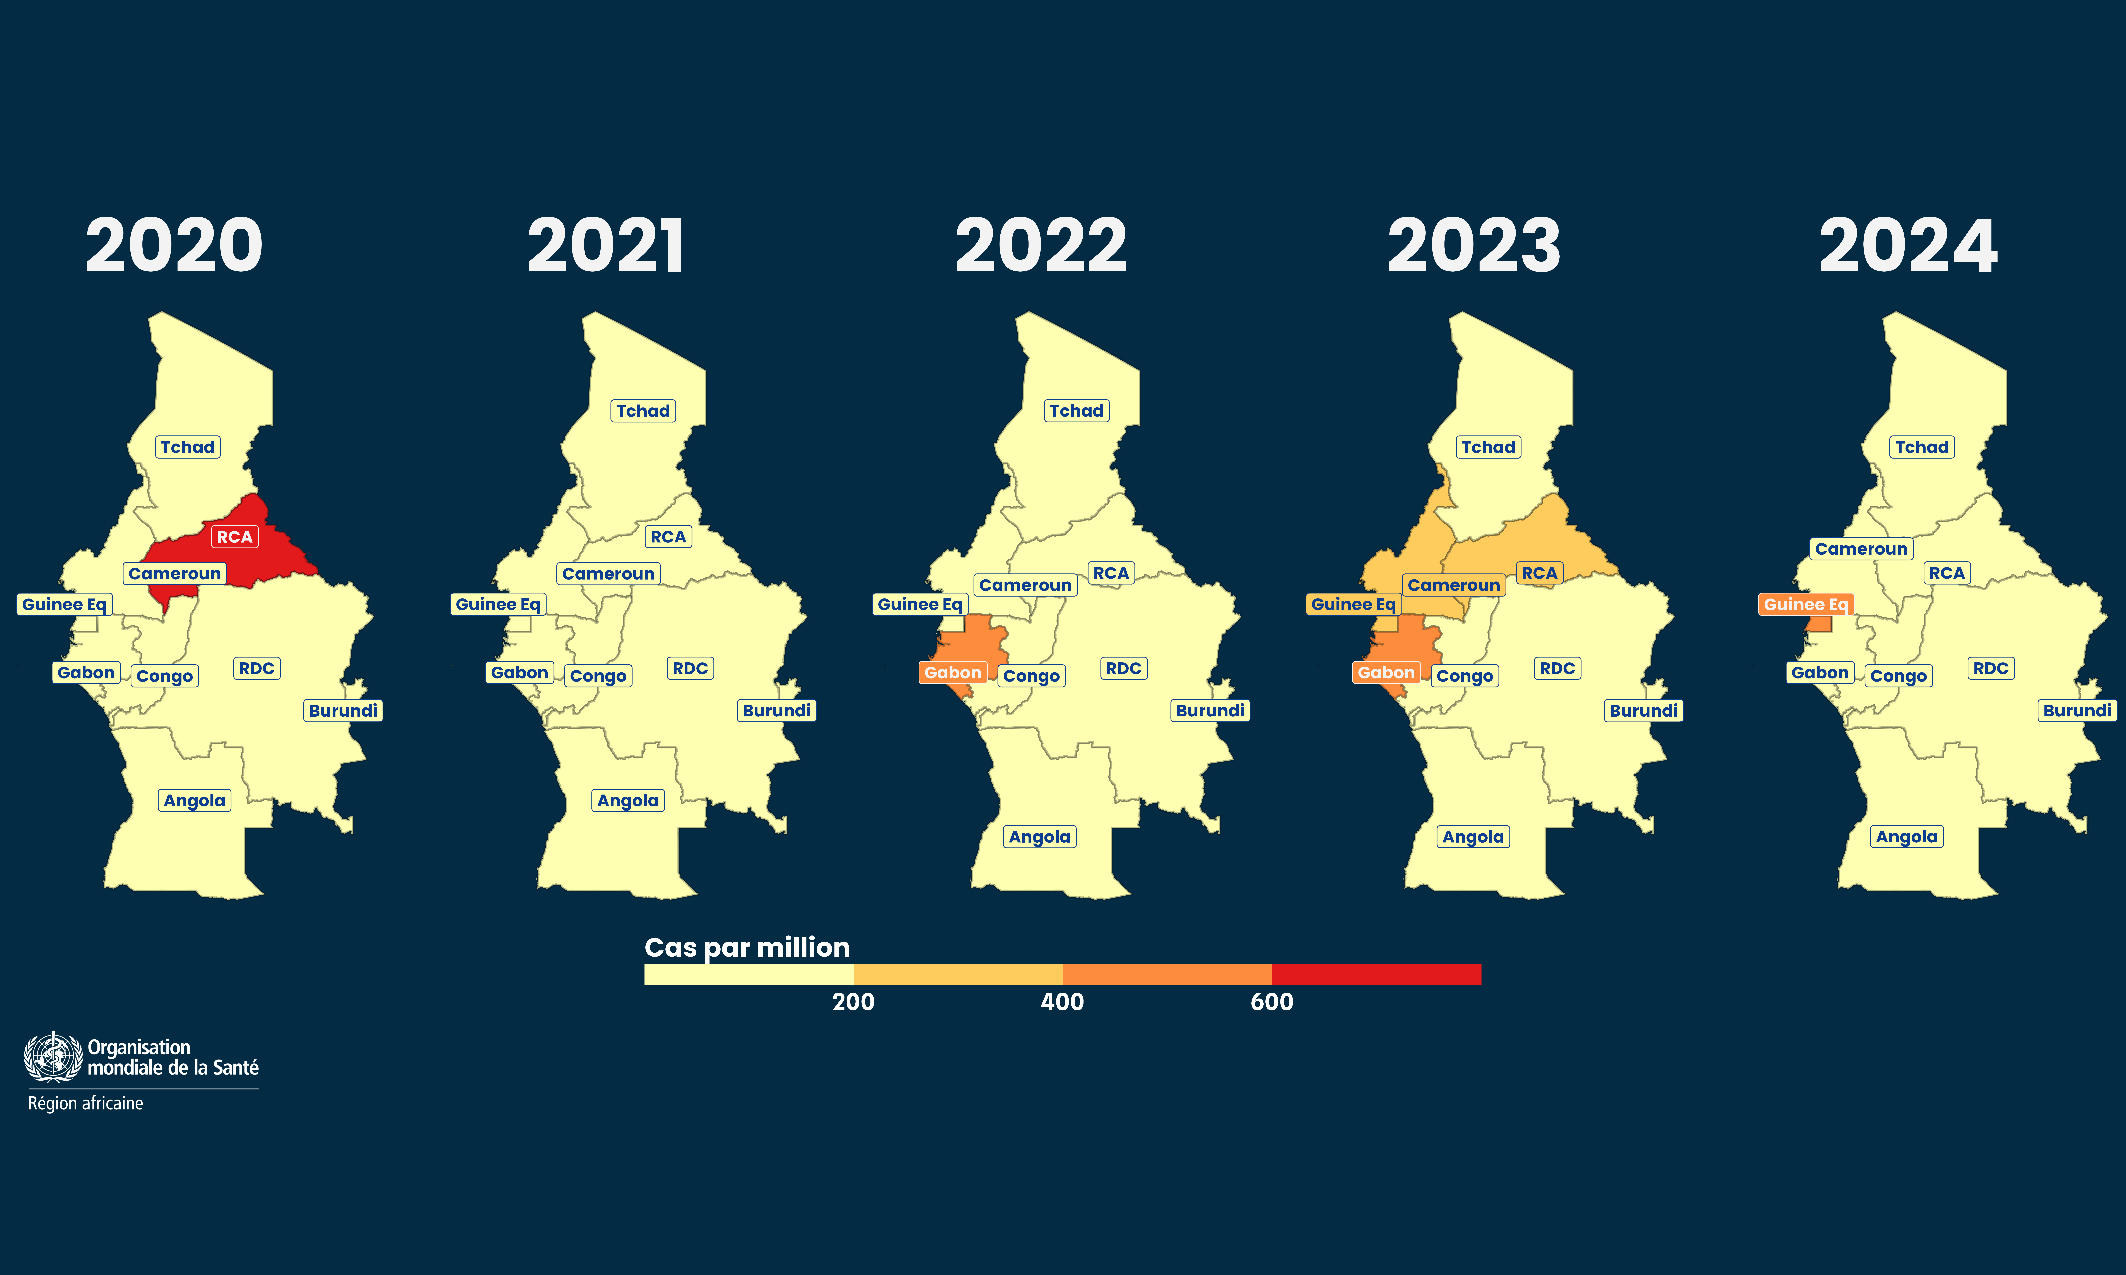 2020
2021
2022
2023
2024
Tchad
RCA
Cameroun
Guinee Eq
Gabon
Congo
RDC
Burundi
Angola
Tchad
RCA
Cameroun
Guinee Eq
Gabon
Congo
RDC
Burundi
Angola
Tchad
RCA
Cameroun
Guinee Eq
Gabon
Congo
RDC
Burundi
Angola
Tchad
RCA
Cameroun
Guinee Eq
Gabon
Congo
RDC
Burundi
Angola
Tchad
Cameroun
RCA
Guinee Eq
Gabon
Congo
RDC
Burundi
Angola
Cas par million
200
400
600
Organisation
mondiale de la Santé
Région africaine